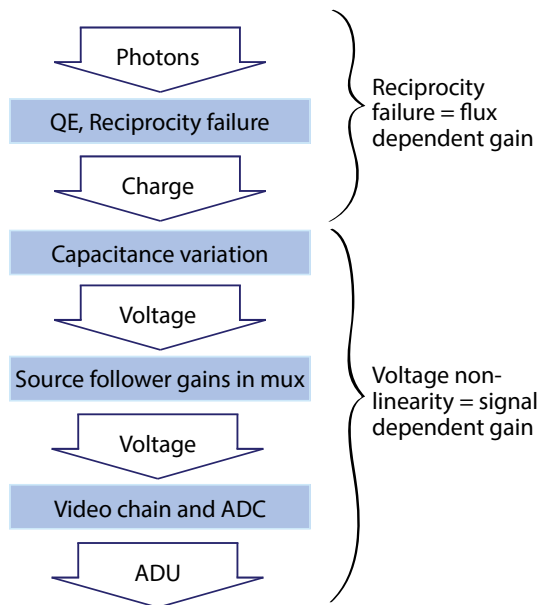 Photons
QE, Reciprocity failure
Charge
Reciprocity
failure = flux
dependent gain
Capacitance variation
Voltage
Source follower gains in mux
Voltage
Video chain and ADC
ADU
Voltage non-
linearity = signal
dependent gain